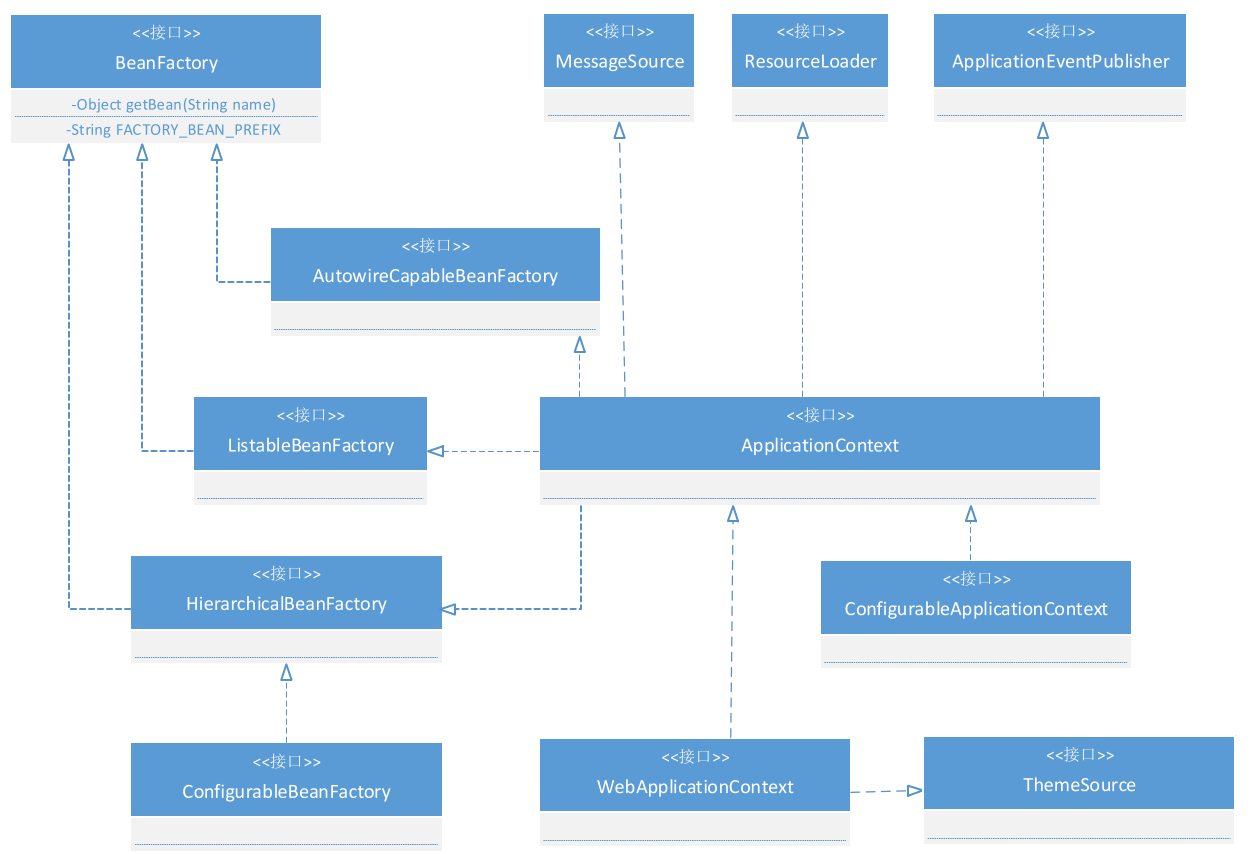 <<接口>>
BeanFactory
-Object getBean(String name)
-String FACTORY_BEAN_PREFIX
<<接口>>
MessageSource
<<接口>>
ResourceLoader
<<接口>>
ApplicationEventPublisher
<<接口>>
AutowireCapableBeanFactory
<<接口>>
ListableBeanFactory
<<接口>>
ApplicationContext
<<接口>>
HierarchicalBeanFactory
<<接口>>
ConfigurableApplicationContext
<<接口>>
ConfigurableBeanFactory
<<接口>>
WebApplicationContext
<<接口>>
ThemeSource